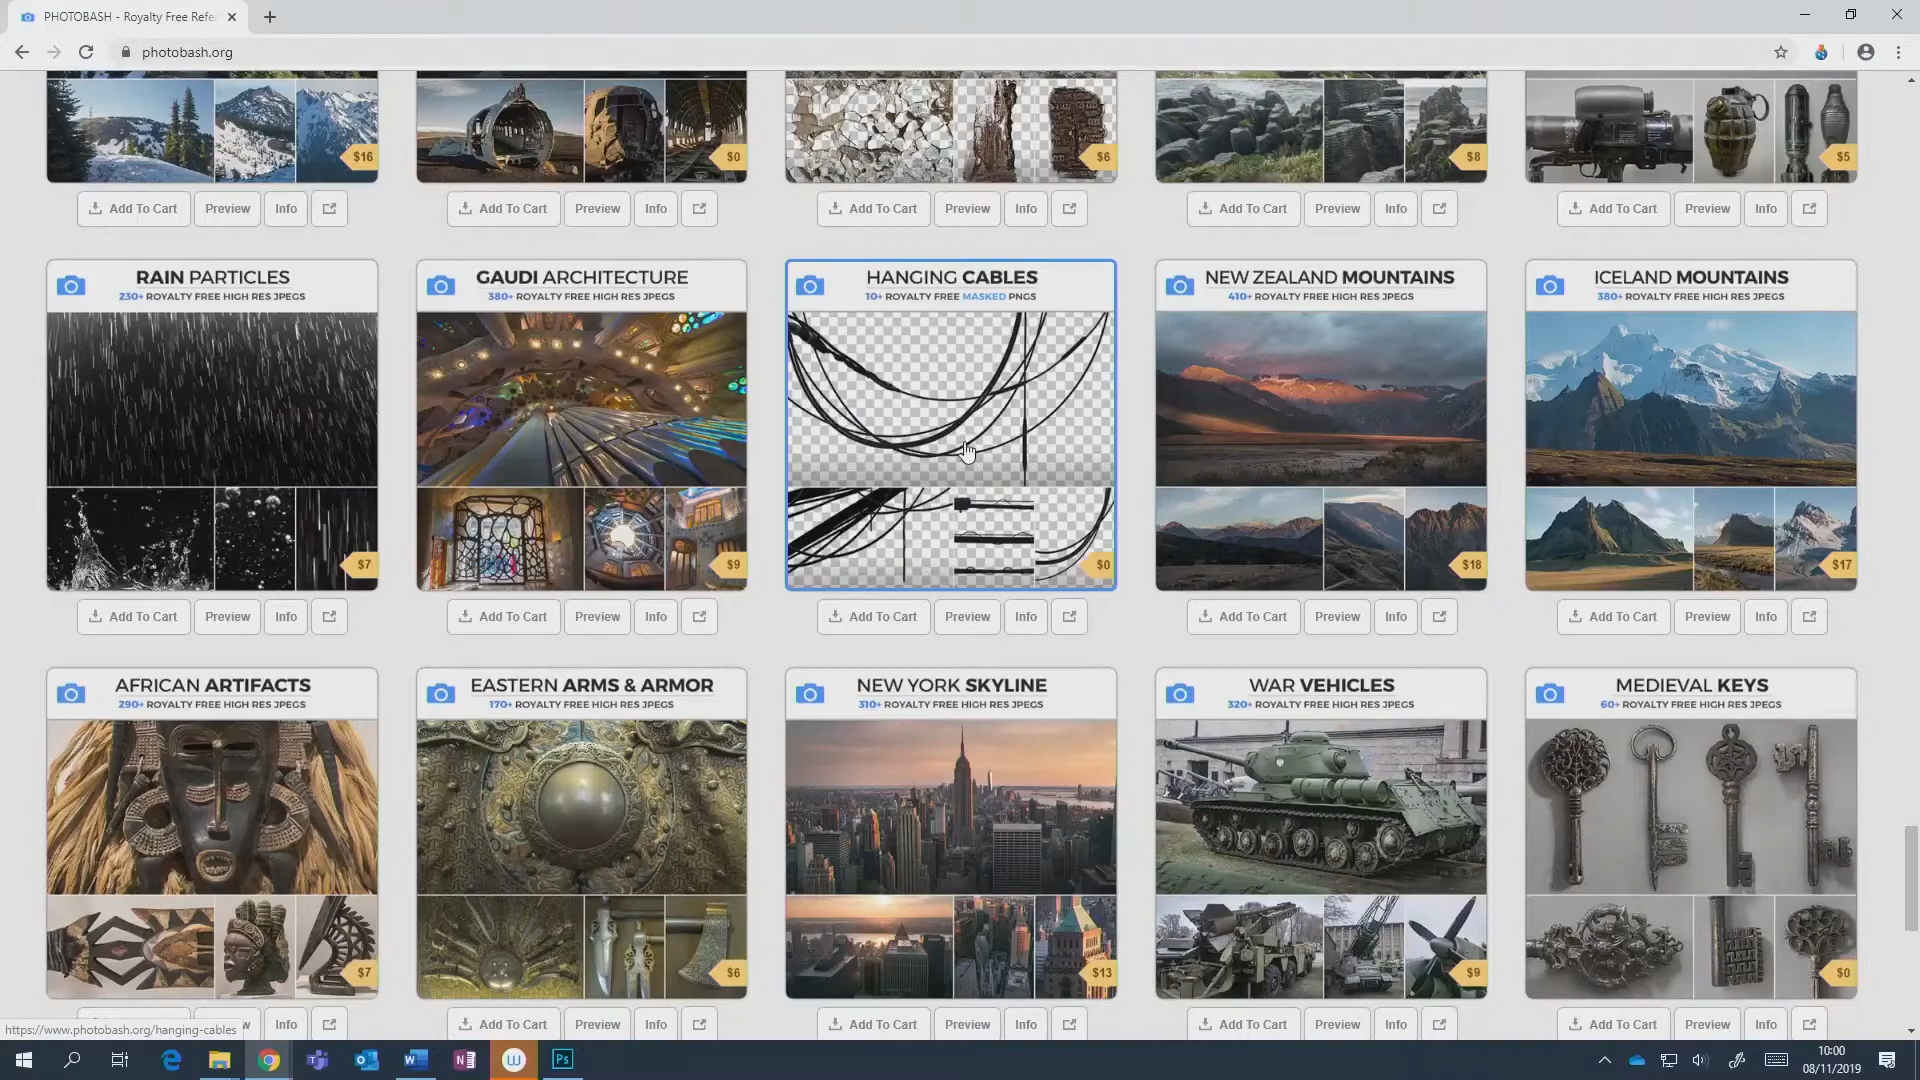 PHOTOBASH - Royalty Free Refe
photobash.org
$16
$0
$6
$8
$5
Add To Cart Preview Info
Add To Cart Preview Info
Add To Cart Preview Info
Add To Cart Preview Info
Add To Cart Preview Info
RAIN PARTICLES
230+ ROYALTY FREE HIGH RES JPEGS
$7
GAUDI ARCHITECTURE
380+ ROYALTY FREE HIGH RES JPEGS
$9
HANGING CABLES
10+ ROYALTY FREE MASKED PNGS
$0
NEW ZEALAND MOUNTAINS
410+ ROYALTY FREE HIGH RES JPEGS
$18
ICELAND MOUNTAINS
380+ ROYALTY FREE HIGH RES JPEGS
$17
Add To Cart Preview Info
Add To Cart Preview Info
Add To Cart Preview Info
Add To Cart Preview Info
Add To Cart Preview Info
AFRICAN ARTIFACTS
290+ ROYALTY FREE HIGH RES JPEGS
$7
EASTERN ARMS & ARMOR
170+ ROYALTY FREE HIGH RES JPEGS
$6
NEW YORK SKYLINE
310+ ROYALTY FREE HIGH RES JPEGS
$13
WAR VEHICLES
320+ ROYALTY FREE HIGH RES JPEGS
$9
MEDIEVAL KEYS
60+ ROYALTY FREE HIGH RES JPEGS
$0
Info
Add To Cart Preview Info
Add To Cart Preview Info
Add To Cart Preview Info
Add To Cart Preview Info
https://www.photobash.org/hanging-cables
Ps
10:00
08/11/2019